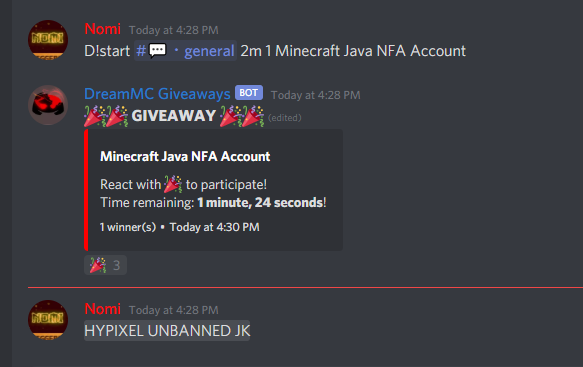 Nomi Today at 4:28 PM
D!start #💬・general 2m 1 Minecraft Java NFA Account
DreamMC Giveaways BOT Today at 4:28 PM
🎉🎉 GIVEAWAY 🎉🎉 (edited)
Minecraft Java NFA Account
React with 🎉 to participate!
Time remaining: 1 minute, 24 seconds!
1 winner(s) • Today at 4:30 PM
🎉 3
Nomi Today at 4:28 PM
HYPIXEL UNBANNED JK